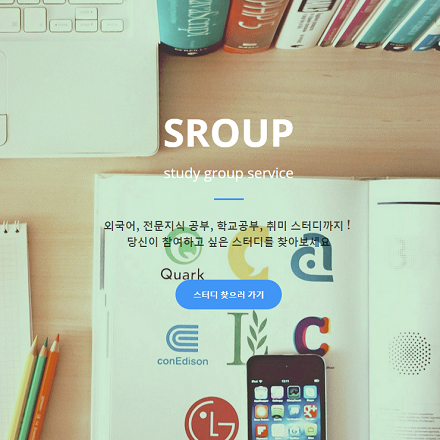 SROUP
study group service
외국어, 전문지식 공부, 학교공부, 취미 스터디까지 !
당신이 참여하고 싶은 스터디를 찾아보세요
Quark
스터디 찾으러 가기
conEdison
LG